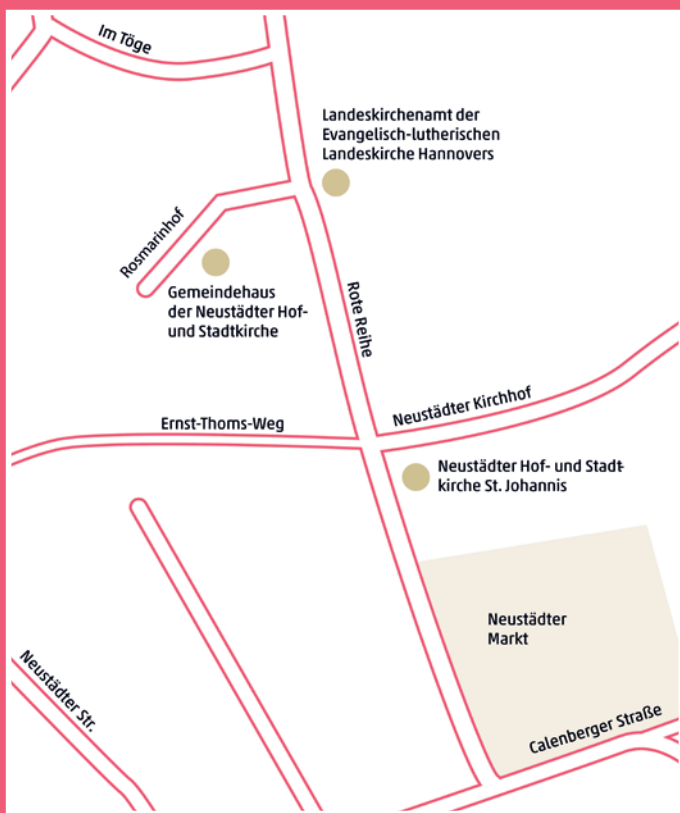 Im Töge
Landeskirchenamt der
Evangelisch-lutherischen
Landeskirche Hannovers
Rosmarinhof
Gemeindehaus
der Neustädter Hof-
und Stadtkirche
Rote Reihe
Neustädter Kirchhof
Ernst-Thoms-Weg
Neustädter Hof- und Stadt-
kirche St. Johannis
Neustädter
Markt
Neustädter Str.
Calenberger Straße